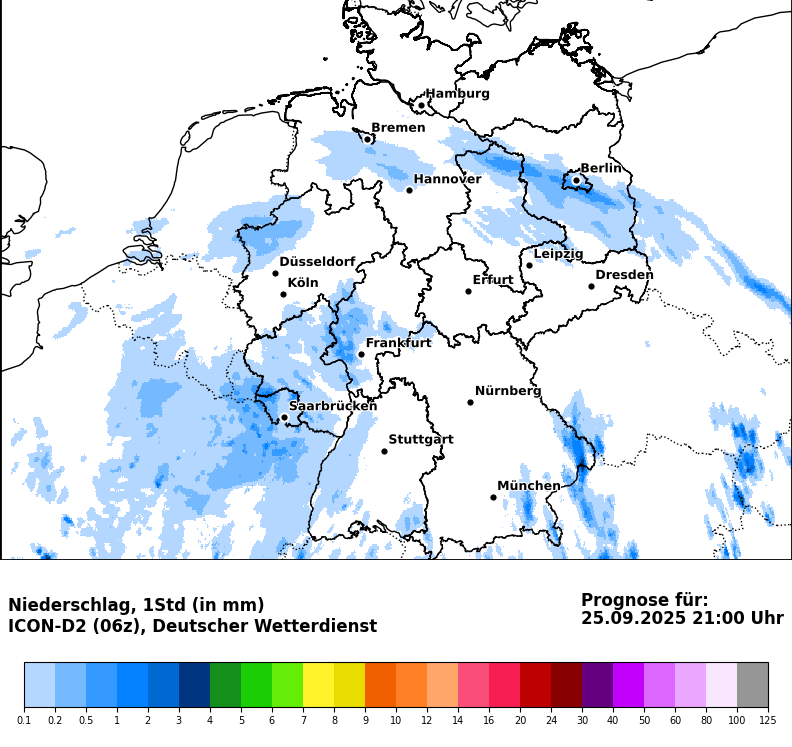 Hamburg
Bremen
Berlin
Hannover
Leipzig
Düsseldorf
Dresden
Köln
Erfurt
Frankfurt
Nürnberg
Saarbrücken
Stuttgart
München
Niederschlag, 1Std (in mm)
ICON-D2 (06z), Deutscher Wetterdienst
Prognose für:
25.09.2025 21:00 Uhr
0.1 0.2 0.5 1 2 3 4 5 6 7 8 9 10 12 14 16 20 24 30 40 50 60 80 100 125